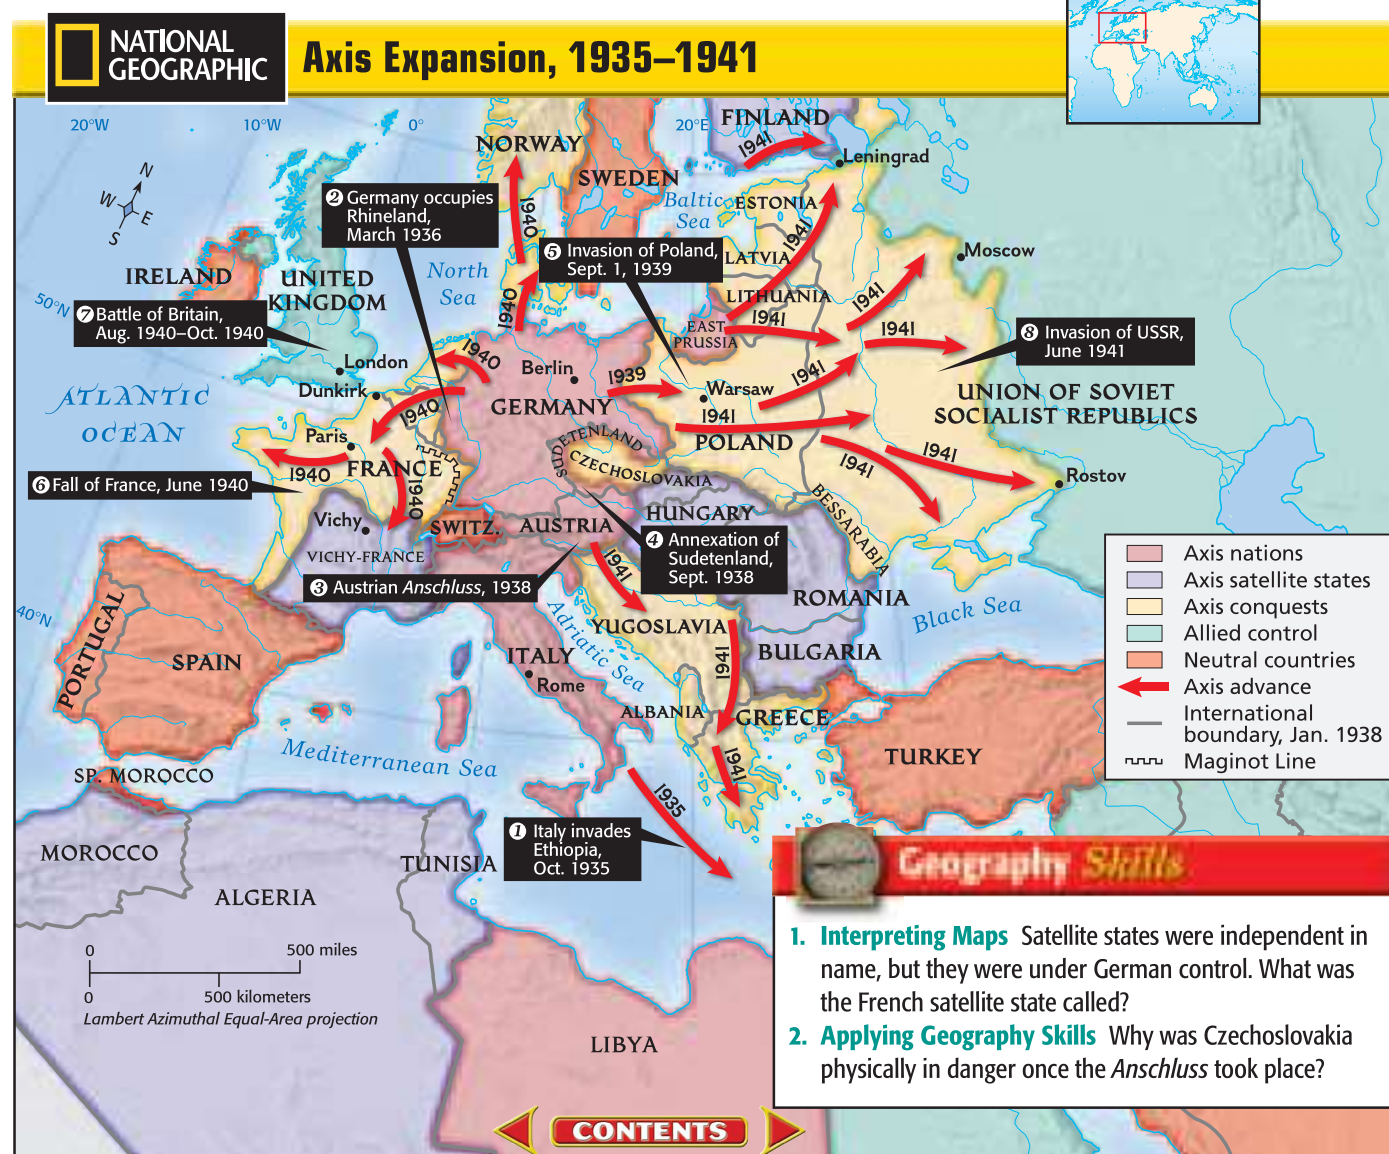 NATIONAL
GEOGRAPHIC
Axis Expansion, 1935–1941
20°W
10°W
0°
20°E
50°N
40°N
N
W
E
S
FINLAND
1941
Leningrad
NORWAY
SWEDEN
Baltic
Sea
ESTONIA
1941
LATVIA
LITHUANIA
Moscow
❷ Germany occupies
Rhineland,
March 1936
1940
❺ Invasion of Poland,
Sept. 1, 1939
IRELAND
UNITED
KINGDOM
North
Sea
1940
EAST
PRUSSIA
1941
1941
1941
❼ Battle of Britain,
Aug. 1940–Oct. 1940
❽ Invasion of USSR,
June 1941
London
Dunkirk
1940
Berlin
1939
Warsaw
1941
ATLANTIC
OCEAN
1940
GERMANY
1941
POLAND
UNION OF SOVIET
SOCIALIST REPUBLICS
Paris
1940
FRANCE
1940
SUDETENLAND
CZECHOSLOVAKIA
1941
1941
Rostov
❻ Fall of France, June 1940
Vichy
VICHY-FRANCE
SWITZ.
AUSTRIA
HUNGARY
BESSARABIA
❹ Annexation of
Sudetenland,
Sept. 1938
❸ Austrian Anschluss, 1938
1941
ROMANIA
Black Sea
PORTUGAL
SPAIN
Adriatic Sea
YUGOSLAVIA
1941
BULGARIA
ITALY
Rome
ALBANIA
GREECE
1941
TURKEY
Mediterranean Sea
SP. MOROCCO
1935
❶ Italy invades
Ethiopia,
Oct. 1935
MOROCCO
ALGERIA
TUNISIA
LIBYA
0
500 miles
0
500 kilometers
Lambert Azimuthal Equal-Area projection
Axis nations
Axis satellite states
Axis conquests
Allied control
Neutral countries
Axis advance
International
boundary, Jan. 1938
Maginot Line
Geography Skills
1. Interpreting Maps Satellite states were independent in
name, but they were under German control. What was
the French satellite state called?
2. Applying Geography Skills Why was Czechoslovakia
physically in danger once the Anschluss took place?
CONTENTS